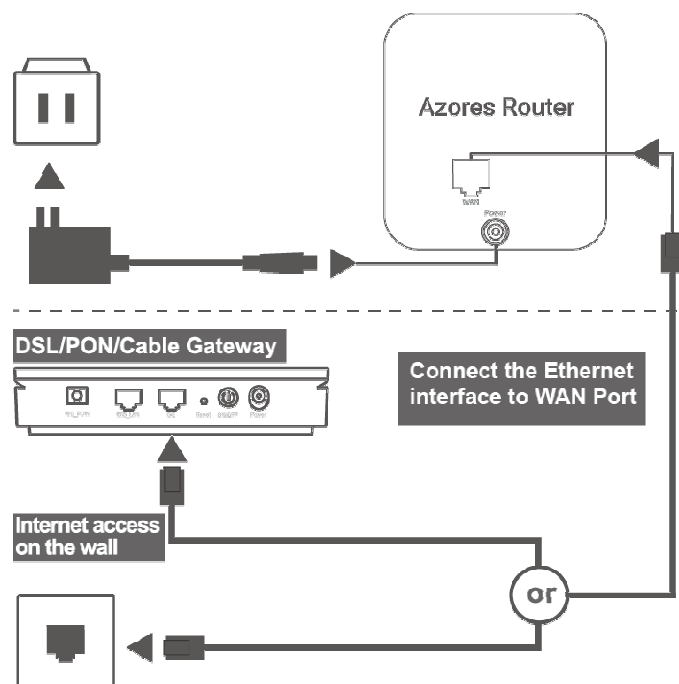 Azores Router
WAN
Power
DSL/PON/Cable Gateway
Connect the Ethernet
interface to WAN Port
Reset
Power
Internet access
on the wall
or